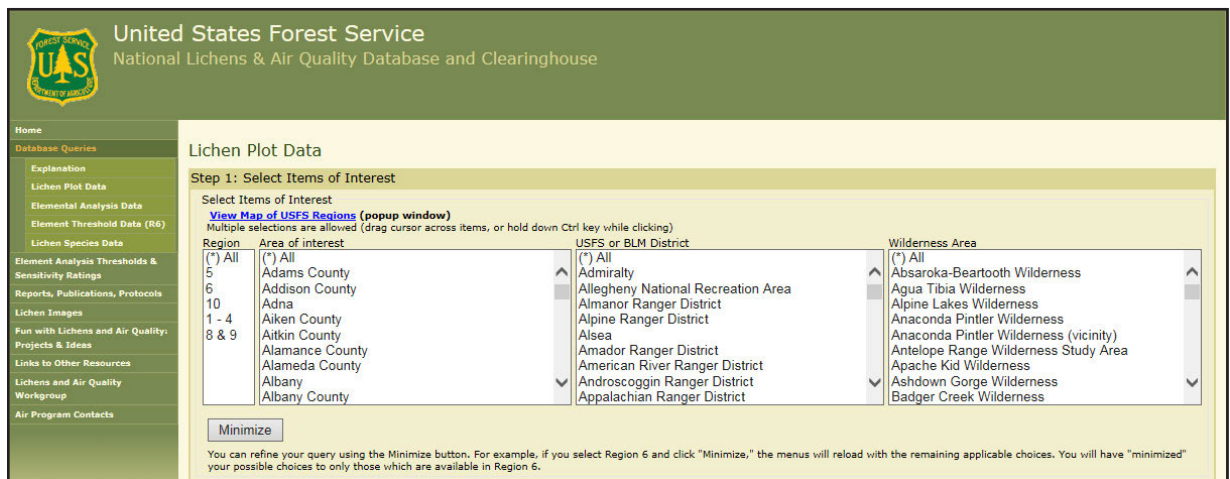 FOREST SERVICE
UAS
DEPARTMENT OF AGRICULTURE
United States Forest Service
National Lichens & Air Quality Database and Clearinghouse
Home
Database Queries
Explanation
Lichen Plot Data
Elemental Analysis Data
Element Threshold Data (R6)
Lichen Species Data
Element Analysis Thresholds &
Sensitivity Ratings
Reports, Publications, Protocols
Lichen Images
Fun with Lichens and Air Quality:
Projects & Ideas
Links to Other Resources
Lichens and Air Quality
Workgroup
Air Program Contacts
Lichen Plot Data
Step 1: Select Items of Interest
Select Items of Interest
View Map of USFS Regions (popup window)
Multiple selections are allowed (drag cursor across items, or hold down Ctrl key while clicking)
Region
(*) All
5
6
10
1 - 4
8 & 9
Area of interest
(*) All
Adams County
Addison County
Adna
Aiken County
Aitkin County
Alamance County
Alameda County
Albany
Albany County
USFS or BLM District
(*) All
Admiralty
Allegheny National Recreation Area
Almanor Ranger District
Alpine Ranger District
Alsea
Amador Ranger District
American River Ranger District
Androscoggin Ranger District
Appalachian Ranger District
Wilderness Area
(*) All
Absaroka-Beartooth Wilderness
Agua Tibia Wilderness
Alpine Lakes Wilderness
Anaconda Pintler Wilderness
Anaconda Pintler Wilderness (vicinity)
Antelope Range Wilderness Study Area
Apache Kid Wilderness
Ashdown Gorge Wilderness
Badger Creek Wilderness
Minimize
You can refine your query using the Minimize button. For example, if you select Region 6 and click "Minimize," the menus will reload with the remaining applicable choices. You will have "minimized"
your possible choices to only those which are available in Region 6.